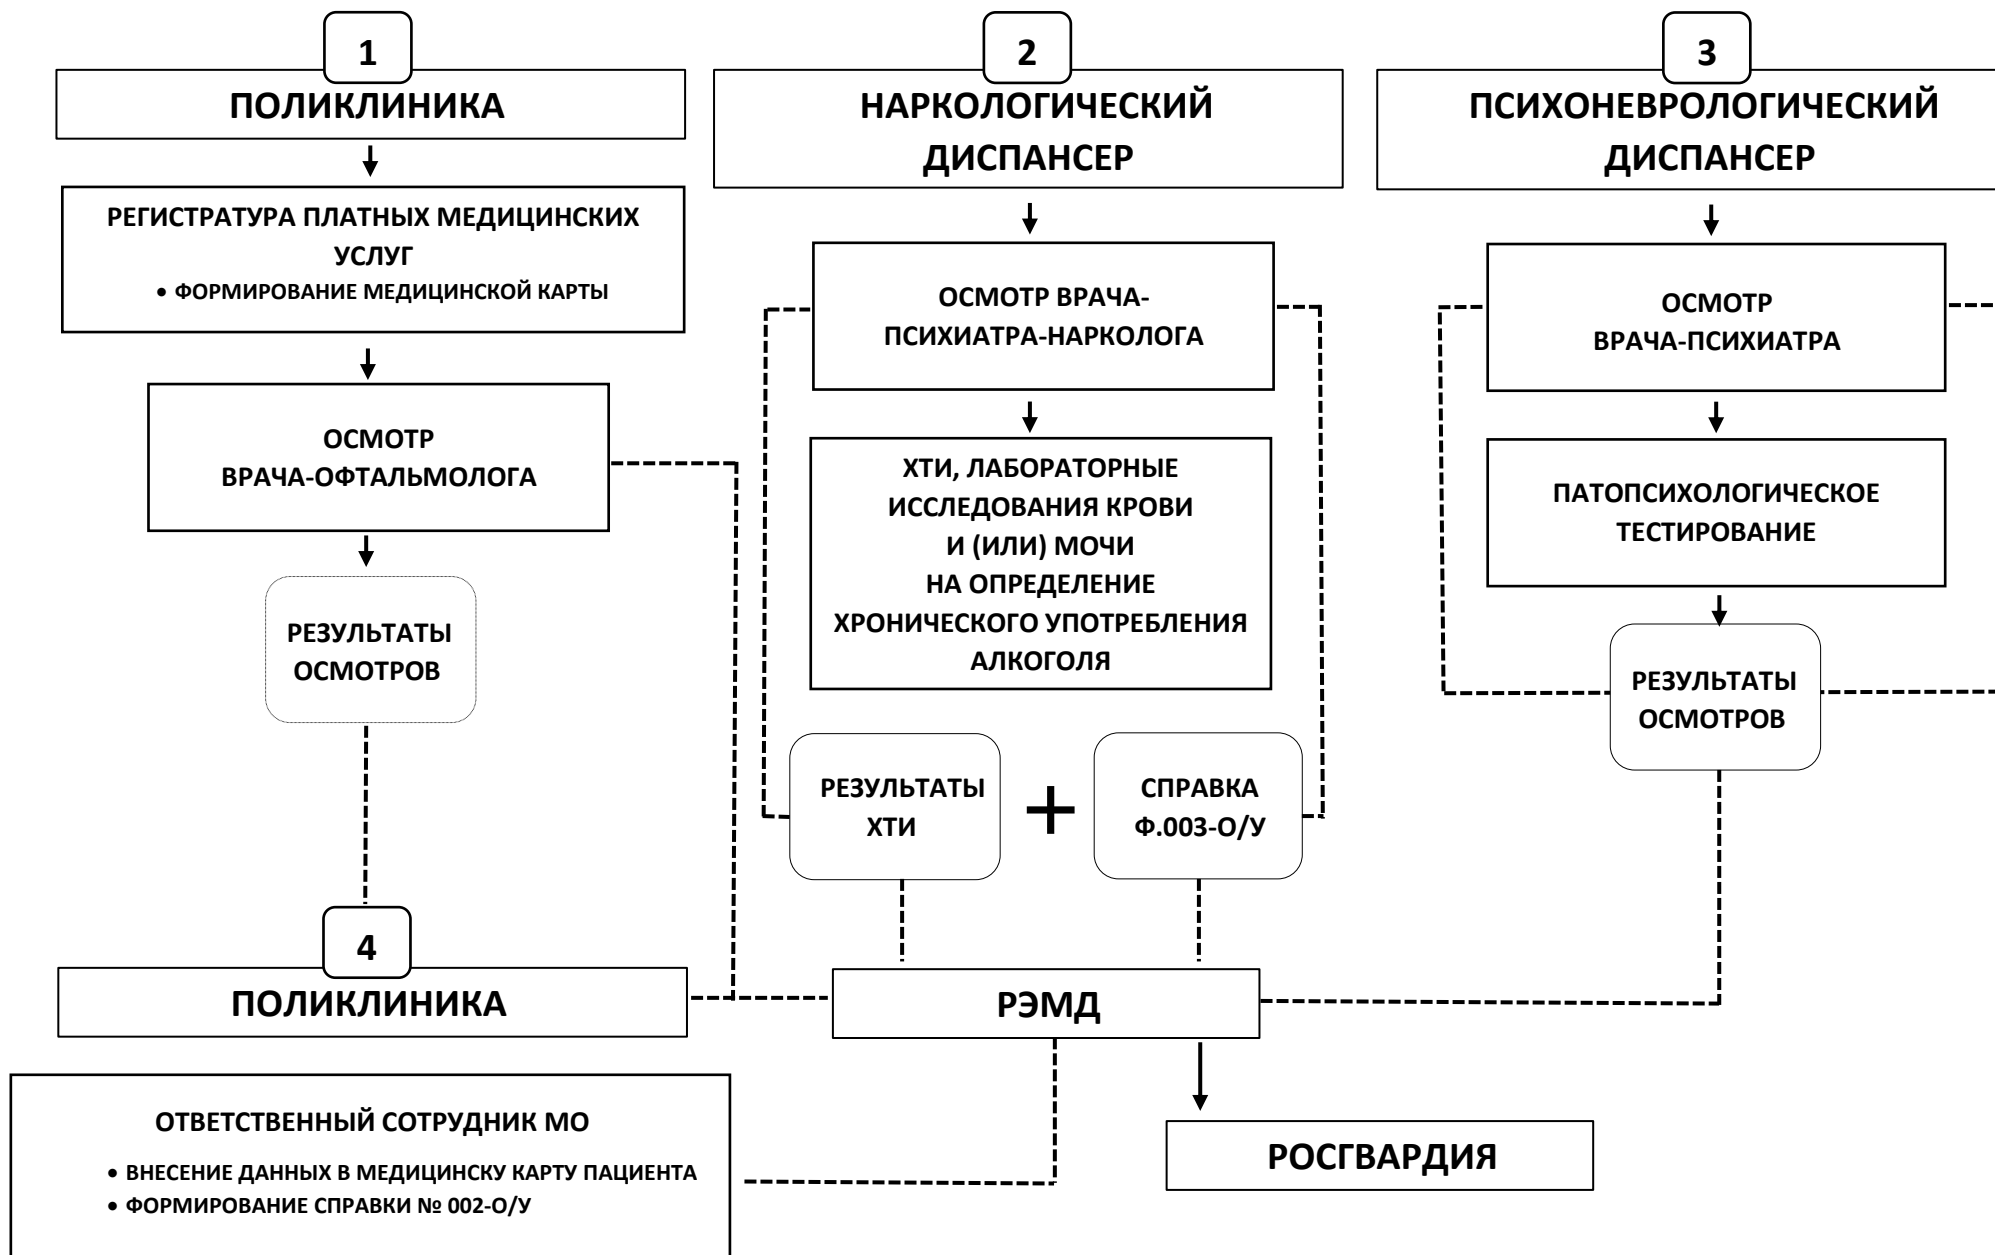 1
ПОЛИКЛИНИКА
РЕГИСТРАТУРА ПЛАТНЫХ МЕДИЦИНСКИХ
УСЛУГ
• ФОРМИРОВАНИЕ МЕДИЦИНСКОЙ КАРТЫ
ОСМОТР
ВРАЧА-ОФТАЛЬМОЛОГА
РЕЗУЛЬТАТЫ
ОСМОТРОВ
2
НАРКОЛОГИЧЕСКИЙ
ДИСПАНСЕР
ОСМОТР ВРАЧА-
ПСИХИАТРА-НАРКОЛОГА
ХТИ, ЛАБОРАТОРНЫЕ
ИССЛЕДОВАНИЯ КРОВИ
И (ИЛИ) МОЧИ
НА ОПРЕДЕЛЕНИЕ
ХРОНИЧЕСКОГО УПОТРЕБЛЕНИЯ
АЛКОГОЛЯ
РЕЗУЛЬТАТЫ
ХТИ
+
СПРАВКА
Ф.003-О/У
3
ПСИХОНЕВРОЛОГИЧЕСКИЙ
ДИСПАНСЕР
ОСМОТР
ВРАЧА-ПСИХИАТРА
ПАТОПСИХОЛОГИЧЕСКОЕ
ТЕСТИРОВАНИЕ
РЕЗУЛЬТАТЫ
ОСМОТРОВ
4
ПОЛИКЛИНИКА
РЭМД
ОТВЕТСТВЕННЫЙ СОТРУДНИК МО
• ВНЕСЕНИЕ ДАННЫХ В МЕДИЦИНСКУ КАРТУ ПАЦИЕНТА
• ФОРМИРОВАНИЕ СПРАВКИ № 002-О/У
РОСГВАРДИЯ